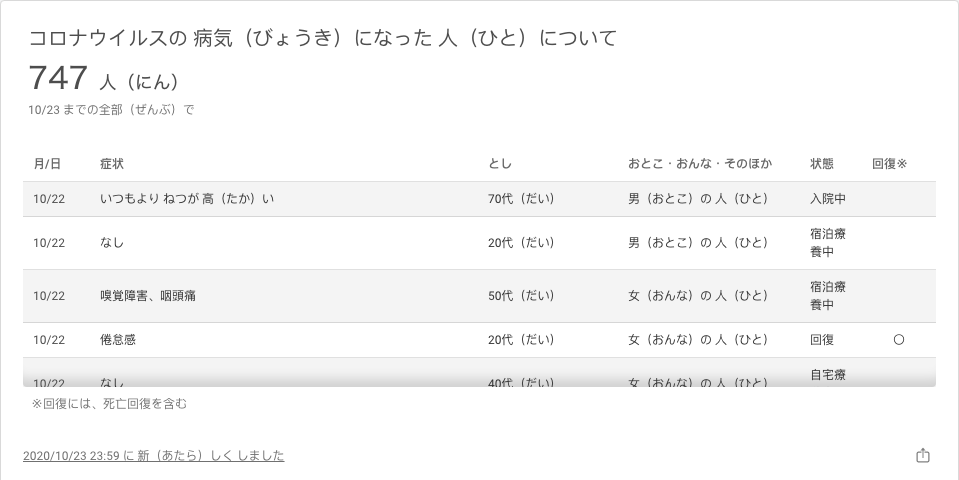 コロナウイルスの 病気（びょうき）になった 人（ひと）について
747 人（にん）
10/23 までの全部（ぜんぶ）で
月/日 症状 とし おとこ・おんな・そのほか 状態 回復※
10/22 いつもより ねつが 高（たか）い 70代（だい） 男（おとこ）の 人（ひと） 入院中
10/22 なし 20代（だい） 男（おとこ）の 人（ひと） 宿泊療
養中
10/22 嗅覚障害、咽頭痛 50代（だい） 女（おんな）の 人（ひと） 宿泊療
養中
10/22 倦怠感 20代（だい） 女（おんな）の 人（ひと） 回復 〇
10/22 なし 40代（だい） 女（おんな）の 人（ひと） 自宅療
※回復には、死亡回復を含む
2020/10/23 23:59 に 新（あたら）しく しました